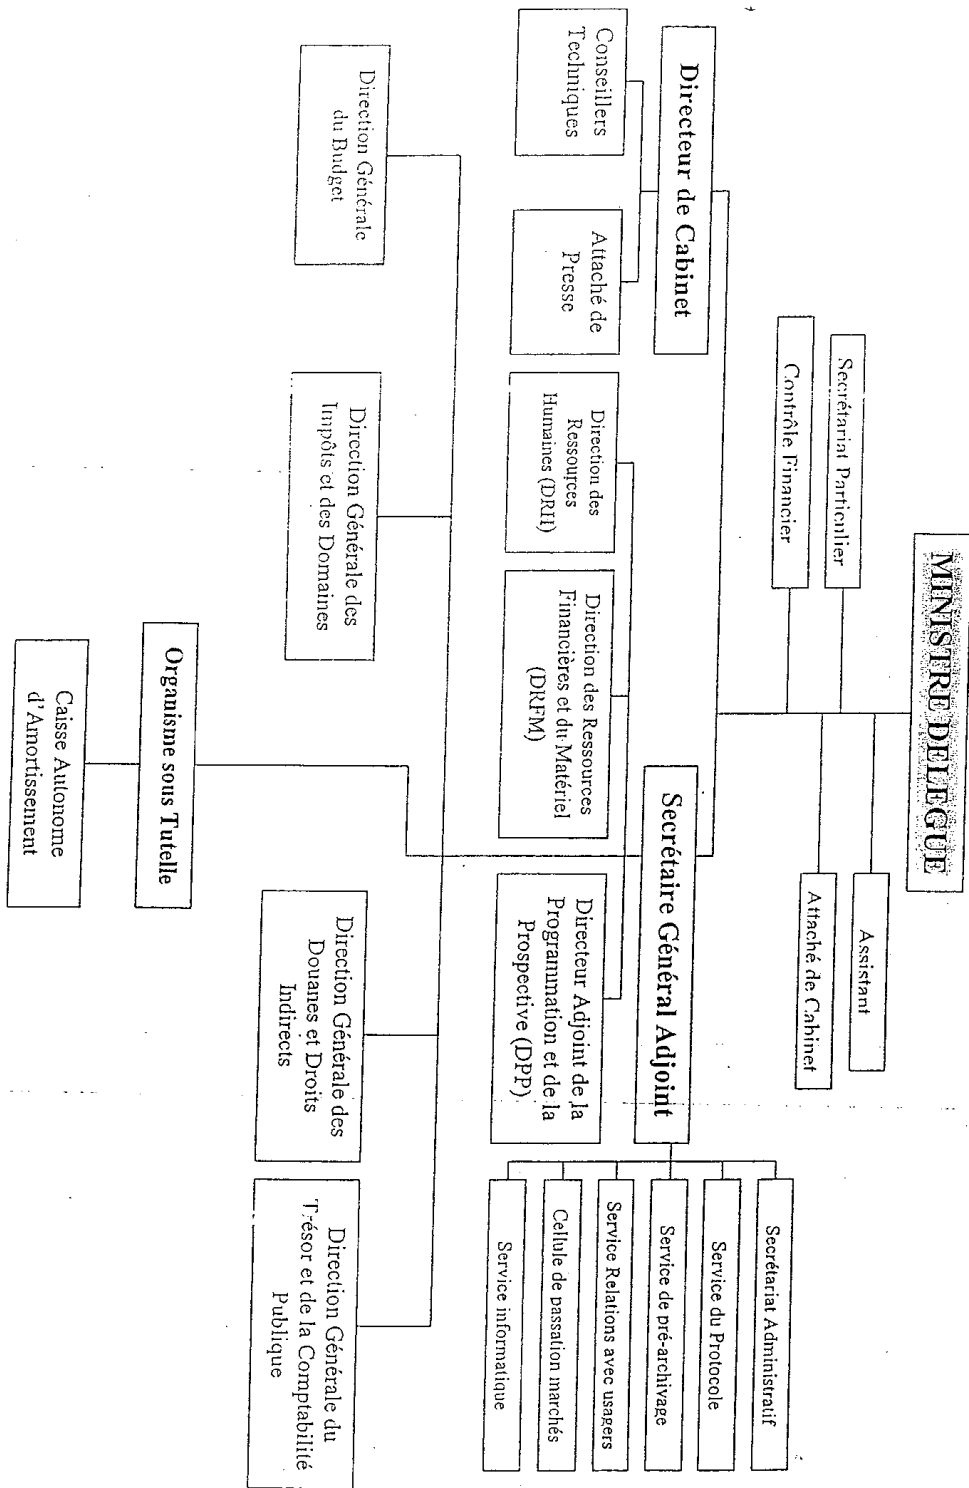 MINISTRE DELEGUE
Secrétariat Particulier
Assistant
Contrôle Financier
Attaché de Cabinet
Directeur de Cabinet
Secrétaire Général Adjoint
Conseillers
Techniques
Attaché de
Presse
Direction des
Ressources
Humaines (DRH)
Direction des Ressources
Financières et du Matériel
(DRFM)
Directeur Adjoint de la
Programmation et de la
Prospective (DPP)
Secrétariat Administratif
Service du Protocole
Service de pré-archivage
Service Relations avec usagers
Cellule de passation marchés
Service informatique
Direction Générale
du Budget
Direction Générale des
Impôts et des Domaines
Direction Générale des
Douanes et Droits
Indirects
Direction Générale du
Trésor et de la Comptabilité
Publique
Organisme sous Tutelle
Caisse Autonome
d'Amortissement